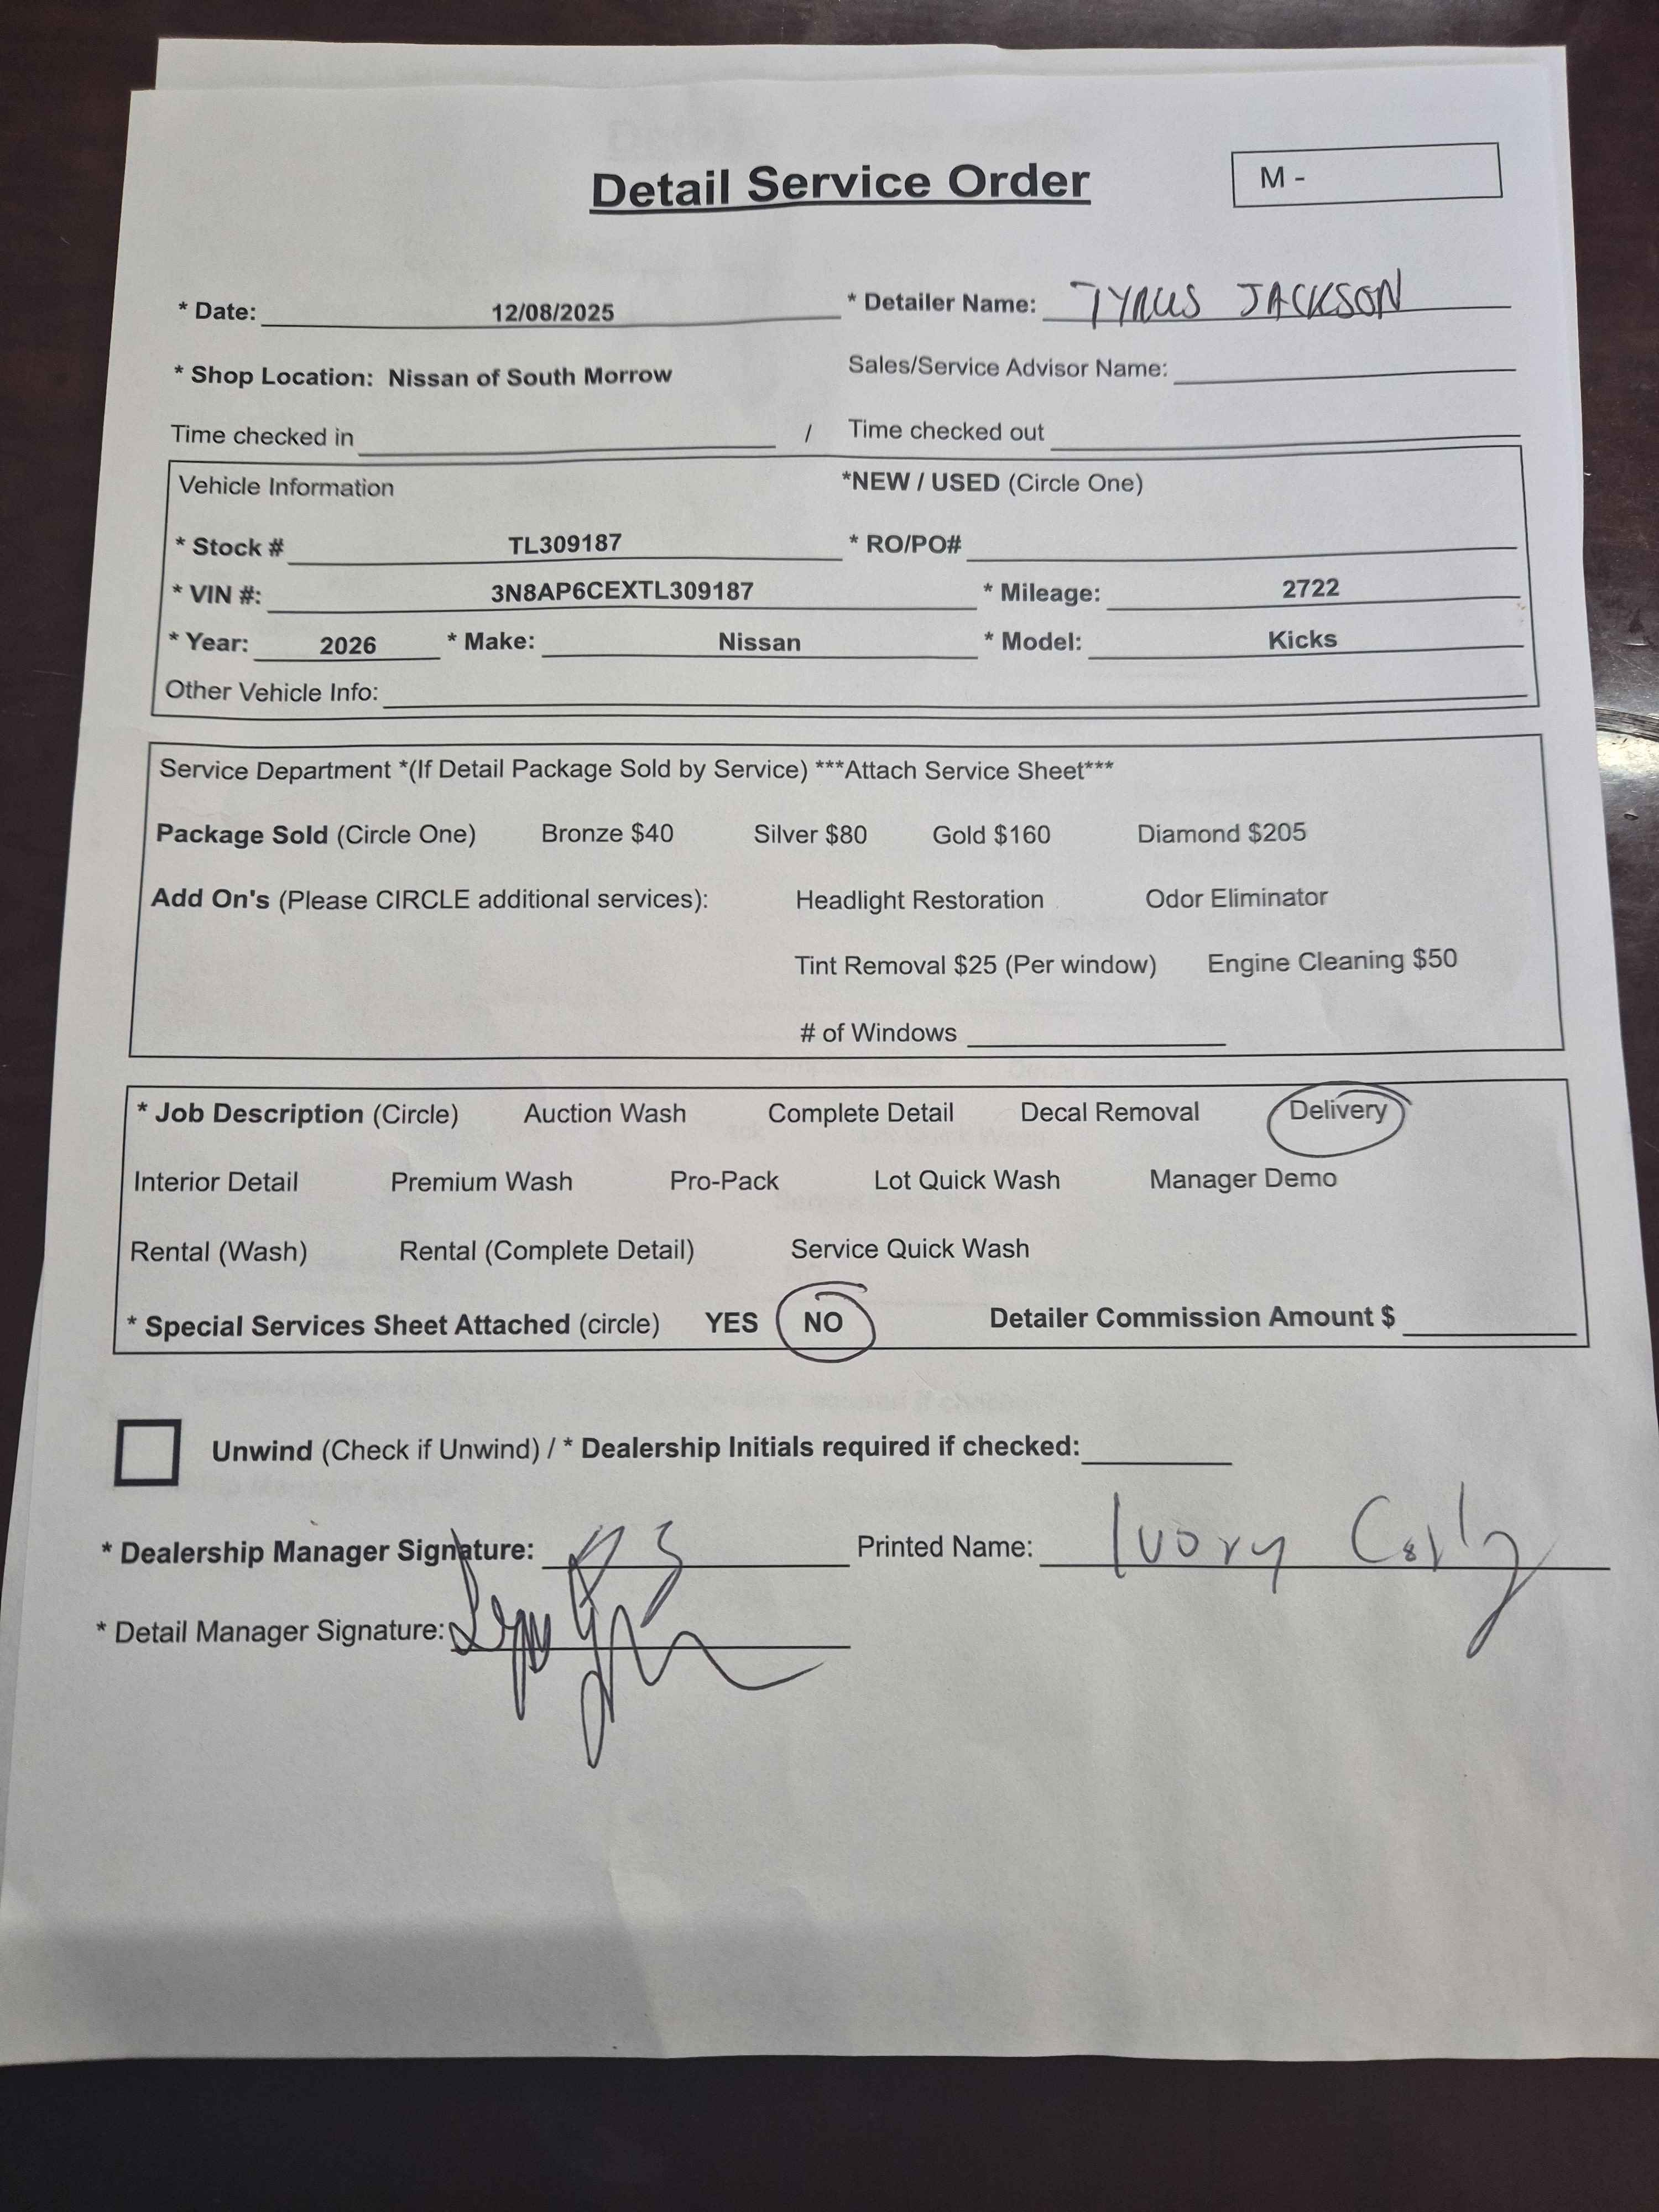 Detail Service Order
M -
* Date: 12/08/2025 * Detailer Name: TYRUS JACKSON
* Shop Location: Nissan of South Morrow Sales/Service Advisor Name:
Time checked in / Time checked out
Vehicle Information *NEW / USED (Circle One)
* Stock # TL309187 * RO/PO#
* VIN #: 3N8AP6CEXTL309187 * Mileage: 2722
* Year: 2026 * Make: Nissan * Model: Kicks
Other Vehicle Info:
Service Department *(If Detail Package Sold by Service) ***Attach Service Sheet***
Package Sold (Circle One) Bronze $40 Silver $80 Gold $160 Diamond $205
Add On's (Please CIRCLE additional services): Headlight Restoration Odor Eliminator
Tint Removal $25 (Per window) Engine Cleaning $50
# of Windows
* Job Description (Circle) Auction Wash Complete Detail Decal Removal Delivery
Interior Detail Premium Wash Pro-Pack Lot Quick Wash Manager Demo
Rental (Wash) Rental (Complete Detail) Service Quick Wash
* Special Services Sheet Attached (circle) YES NO Detailer Commission Amount $
Unwind (Check if Unwind) / * Dealership Initials required if checked:
* Dealership Manager Signature: Printed Name: Ivory
* Detail Manager Signature: